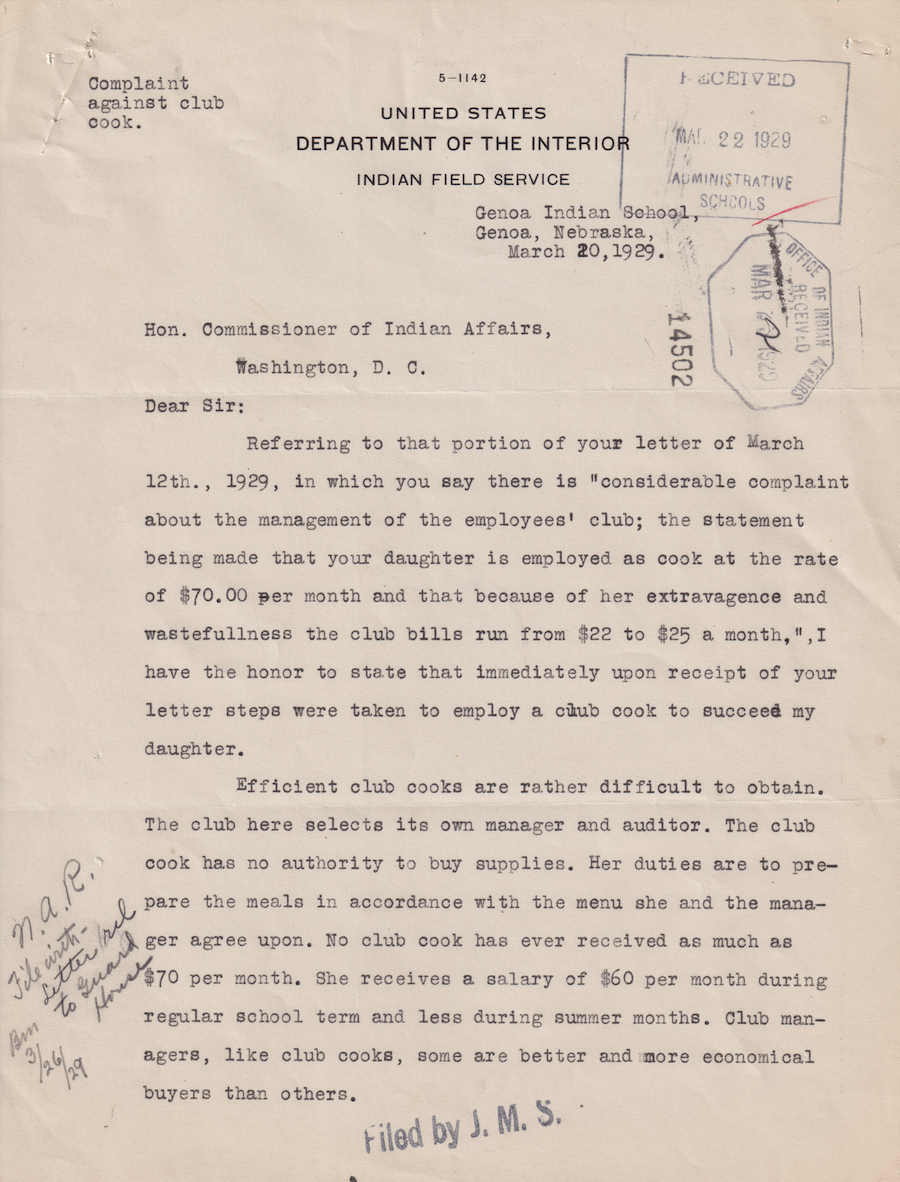 Complaint
against club
cook.
5-1142
UNITED STATES
DEPARTMENT OF THE INTERIOR
INDIAN FIELD SERVICE
RECEIVED
MAR 22 1929
ADMINISTRATIVE
SCHOOLS
Genoa Indian School,
Genoa, Nebraska,
March 20,1929.
OFFICE OF INDIAN AFFAIRS
RECEIVED
MAR 1929
14502
Hon. Commissioner of Indian Affairs,
Washington, D. C.
Dear Sir:
Referring to that portion of your letter of March
12th., 1929, in which you say there is "considerable complaint
about the management of the employees' club; the statement
being made that your daughter is employed as cook at the rate
of $70.00 per month and that because of her extravagence and
wastefullness the club bills run from $22 to $25 a month,",I
have the honor to state that immediately upon receipt of your
letter steps were taken to employ a club cook to succeed my
daughter.
Efficient club cooks are rather difficult to obtain.
The club here selects its own manager and auditor. The club
cook has no authority to buy supplies. Her duties are to pre-
pare the meals in accordance with the menu she and the mana-
ger agree upon. No club cook has ever received as much as
$70 per month. She receives a salary of $60 per month during
regular school term and less during summer months. Club man-
agers, like club cooks, some are better and more economical
buyers than others.
N.A.R.
File with
Letter rel
to Guard
House
Bm
3/26/29
Filed by J. M. S.